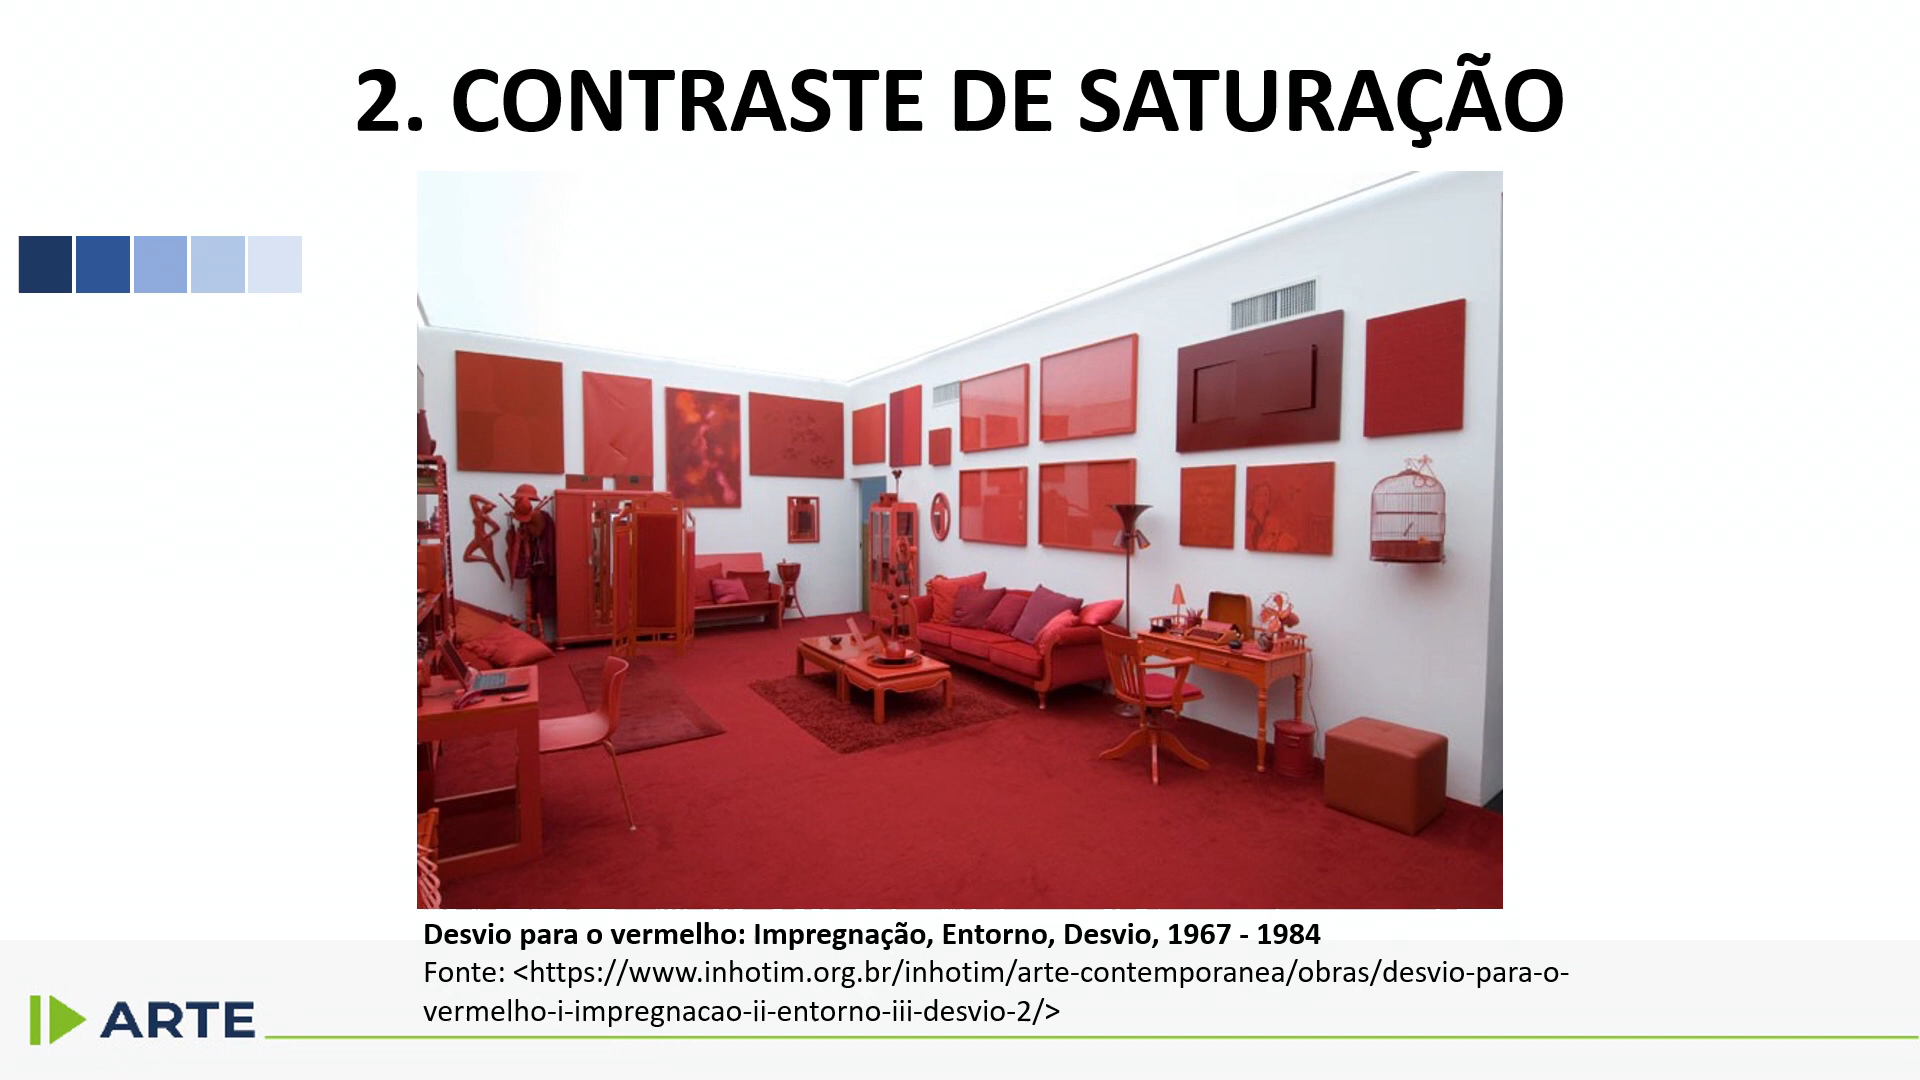 2. CONTRASTE DE SATURAÇÃO
Desvio para o vermelho: Impregnação, Entorno, Desvio, 1967 - 1984
Fonte: <https://www.inhotim.org.br/inhotim/arte-contemporanea/obras/desvio-para-o-
vermelho-i-impregnacao-ii-entorno-iii-desvio-2/>
ARTE